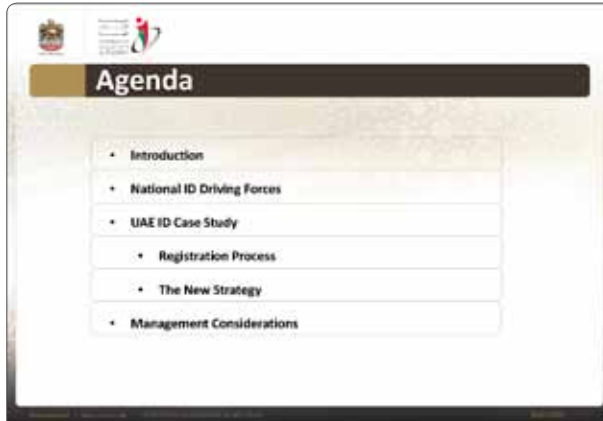 Agenda
• Introduction
• National ID Driving Forces
• UAE ID Case Study
• Registration Process
• The New Strategy
• Management Considerations